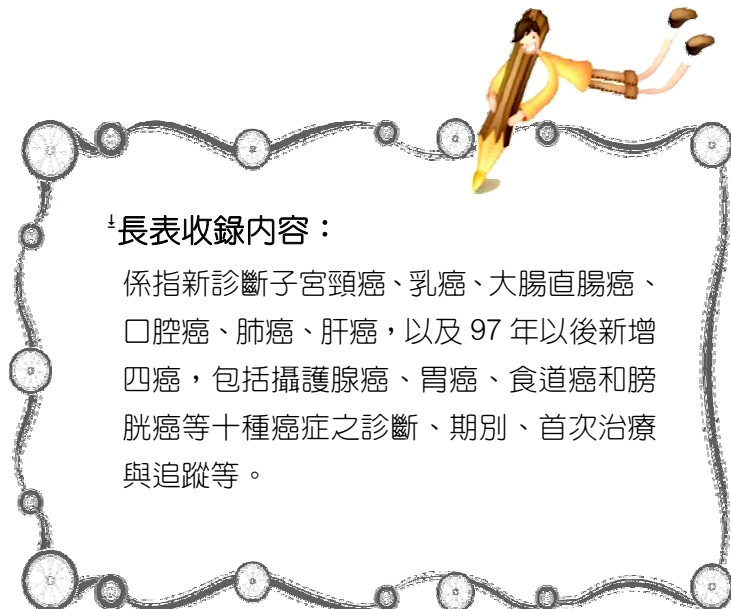 ‡長表收錄內容：
係指新診斷子宮頸癌、乳癌、大腸直腸癌、
口腔癌、肺癌、肝癌，以及 97 年以後新增
四癌，包括攝護腺癌、胃癌、食道癌和膀
胱癌等十種癌症之診斷、期別、首次治療
與追蹤等。